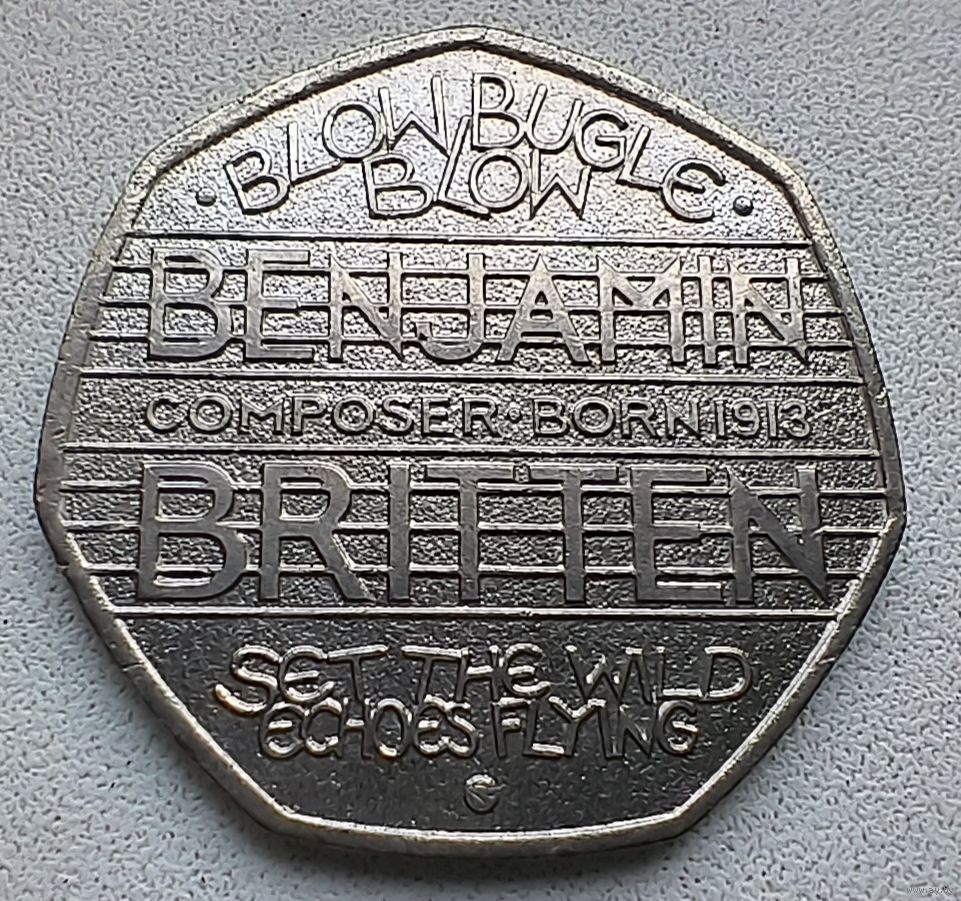 · BLOW BUGLE ·
BLOW
BENJAMIN
COMPOSER · BORN 1913
BRITTEN
SET THE WILD
ECHOES FLYING